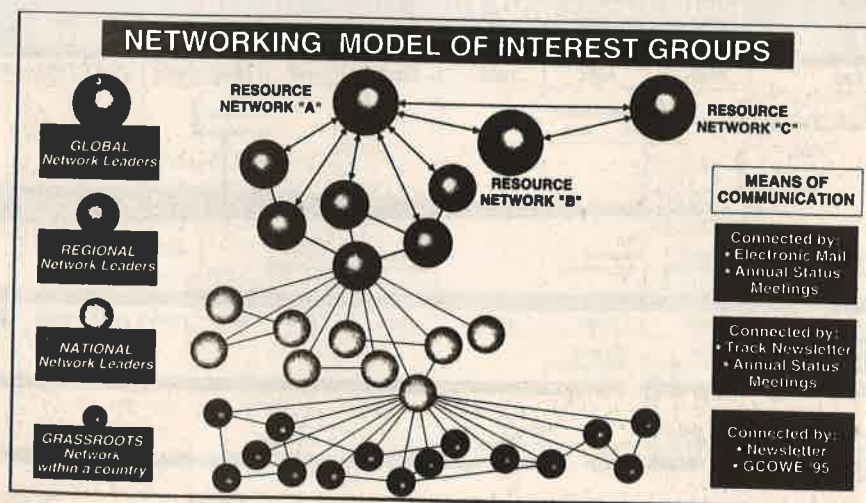 NETWORKING MODEL OF INTEREST GROUPS
GLOBAL
Network Leaders
REGIONAL
Network Leaders
NATIONAL
Network Leaders
GRASSROOTS
Network
within a country
RESOURCE
NETWORK "A"
RESOURCE
NETWORK "B"
RESOURCE
NETWORK "C"
MEANS OF
COMMUNICATION
Connected by:
• Electronic Mail
• Annual Status
Meetings
Connected by:
• Track Newsletter
• Annual Status
Meetings
Connected by:
• Newsletter
• GCOWE '95